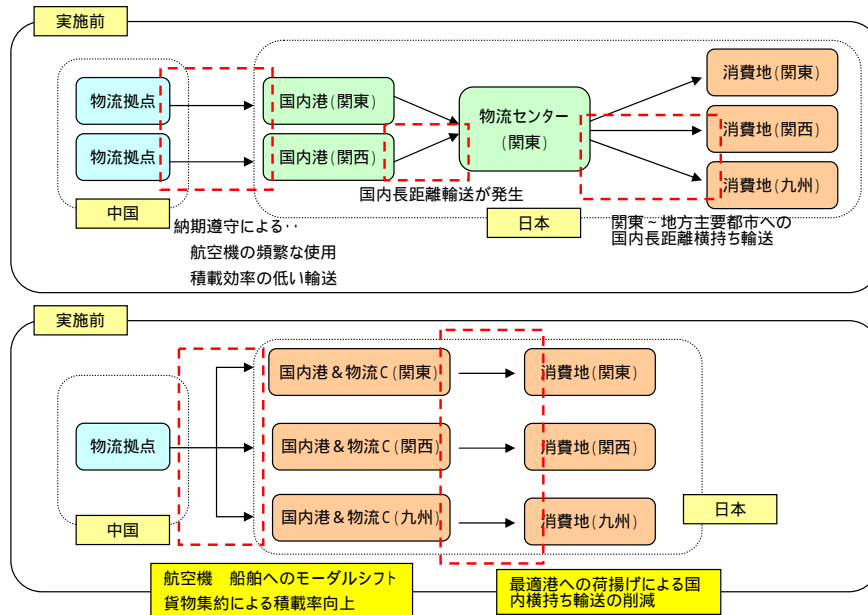 実施前
物流拠点
国内港(関東)
物流センター
(関東)
消費地(関東)
物流拠点
国内港(関西)
消費地(関西)
消費地(九州)
国内長距離輸送が発生
中国
日本
納期遵守による‥
航空機の頻繁な使用
積載効率の低い輸送
関東~地方主要都市への
国内長距離横持ち輸送
実施前
国内港&物流C(関東)
消費地(関東)
物流拠点
国内港&物流C(関西)
消費地(関西)
国内港&物流C(九州)
消費地(九州)
中国
日本
航空機 船舶へのモーダルシフト
貨物集約による積載率向上
最適港への荷揚げによる国
内横持ち輸送の削減